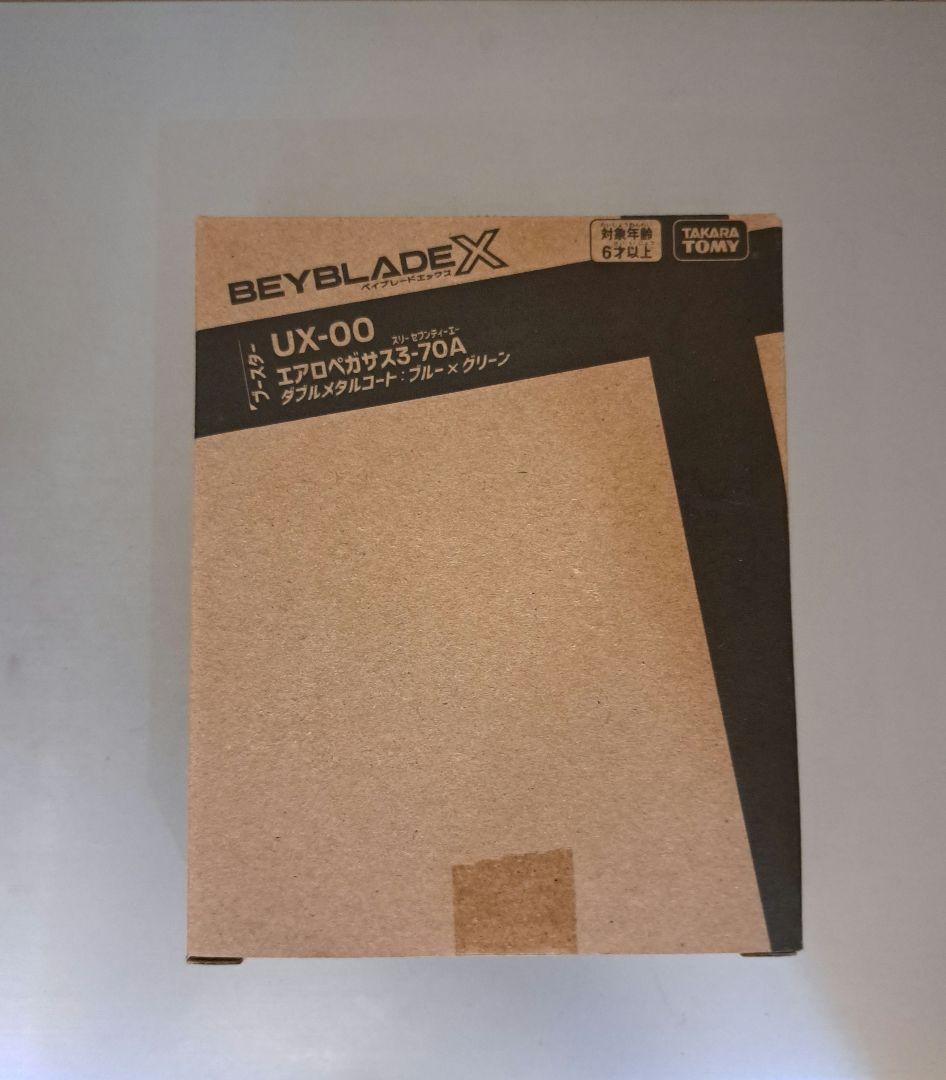 BEYBLADE X
ベイブレードエックス
対象年齢
6才以上
TAKARA
TOMY
ブースター
UX-00
スリーセブンティーエー
エアロペガサス3-70A
ダブルメタルコート:ブルー×グリーン